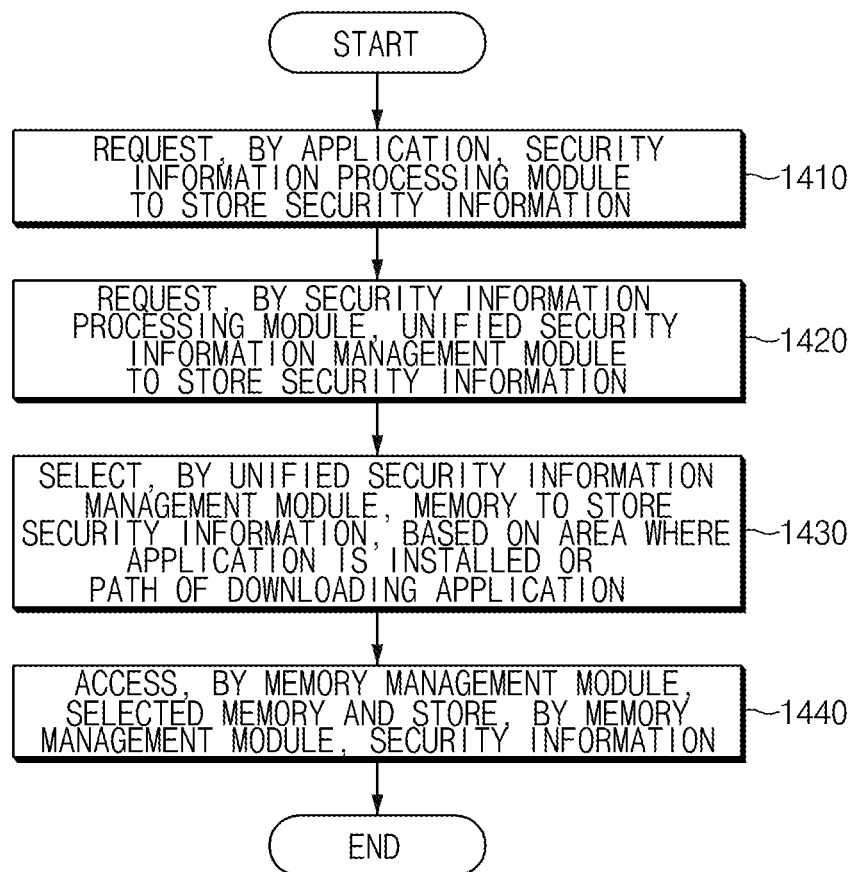 START
REQUEST, BY APPLICATION, SECURITY
INFORMATION PROCESSING MODULE
TO STORE SECURITY INFORMATION
1410
REQUEST, BY SECURITY INFORMATION
PROCESSING MODULE, UNIFIED SECURITY
INFORMATION MANAGEMENT MODULE
TO STORE SECURITY INFORMATION
1420
SELECT, BY UNIFIED SECURITY INFORMATION
MANAGEMENT MODULE, MEMORY TO STORE
SECURITY INFORMATION, BASED ON AREA WHERE
APPLICATION IS INSTALLED OR
PATH OF DOWNLOADING APPLICATION
1430
ACCESS, BY MEMORY MANAGEMENT MODULE,
SELECTED MEMORY AND STORE, BY MEMORY
MANAGEMENT MODULE, SECURITY INFORMATION
1440
END